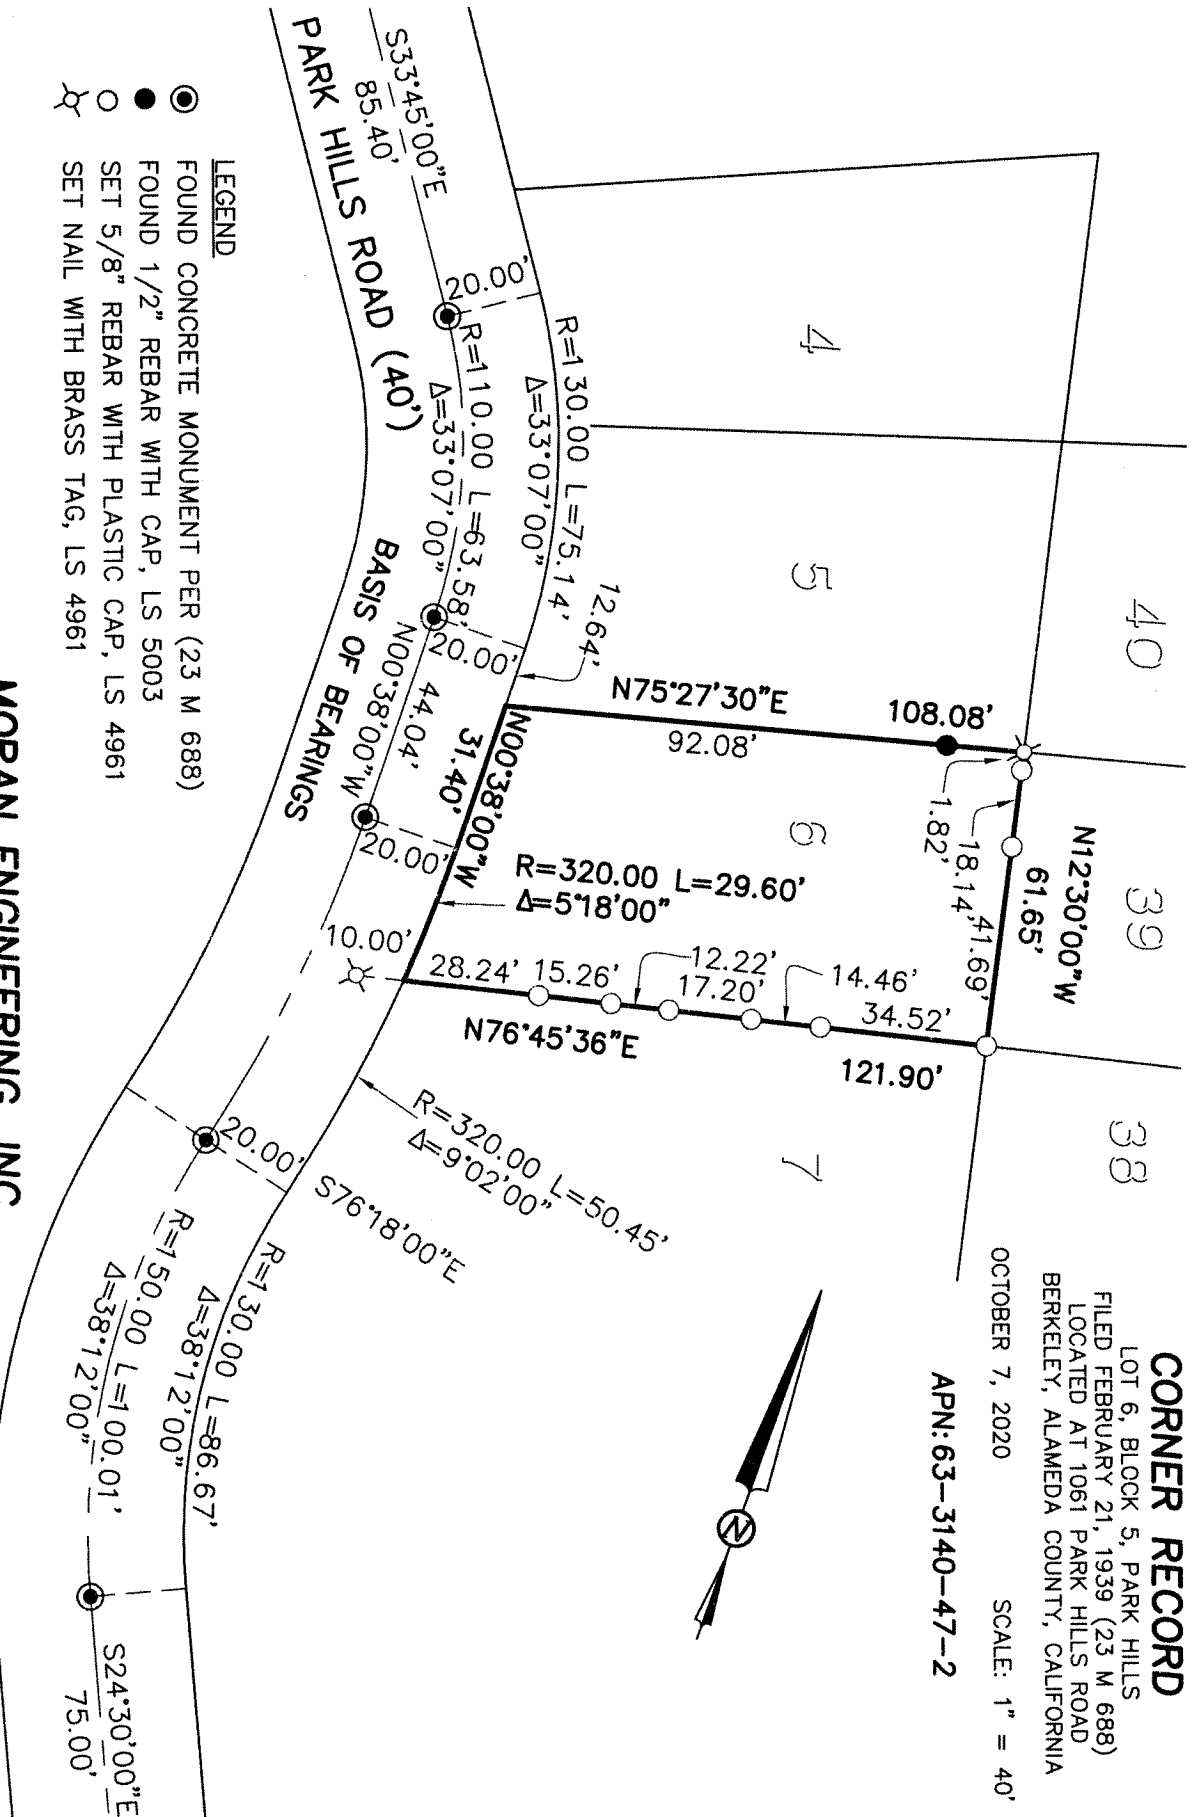 CORNER RECORD
LOT 6, BLOCK 5, PARK HILLS
FILED FEBRUARY 21, 1939 (23 M 688)
LOCATED AT 1061 PARK HILLS ROAD
BERKELEY, ALAMEDA COUNTY, CALIFORNIA
OCTOBER 7, 2020 SCALE: 1" = 40'
APN: 63-3140-47-2
40
39
38
4
5
6
7
N12°30'00"W
61.65'
18.14'
41.69'
1.82'
108.08'
N75°27'30"E
92.08'
12.64'
R=130.00 L=75.14'
Δ=33°07'00"
20.00'
R=110.00 L=63.58'
Δ=33°07'00"
S33°45'00"E
85.40'
PARK HILLS ROAD (40')
20.00'
N00°38'00"W
44.04'
BASIS OF BEARINGS
N00°38'00"W
31.40'
20.00'
R=320.00 L=29.60'
Δ=5°18'00"
10.00'
28.24'
15.26'
12.22'
17.20'
14.46'
34.52'
N76°45'36"E
121.90'
R=320.00 L=50.45'
Δ=9°02'00"
20.00'
S76°18'00"E
R=130.00 L=86.67'
Δ=38°12'00"
R=150.00 L=100.01'
Δ=38°12'00"
S24°30'00"E
75.00'
N
LEGEND
FOUND CONCRETE MONUMENT PER (23 M 688)
FOUND 1/2" REBAR WITH CAP, LS 5003
SET 5/8" REBAR WITH PLASTIC CAP, LS 4961
SET NAIL WITH BRASS TAG, LS 4961
MORAN ENGINEERING, INC